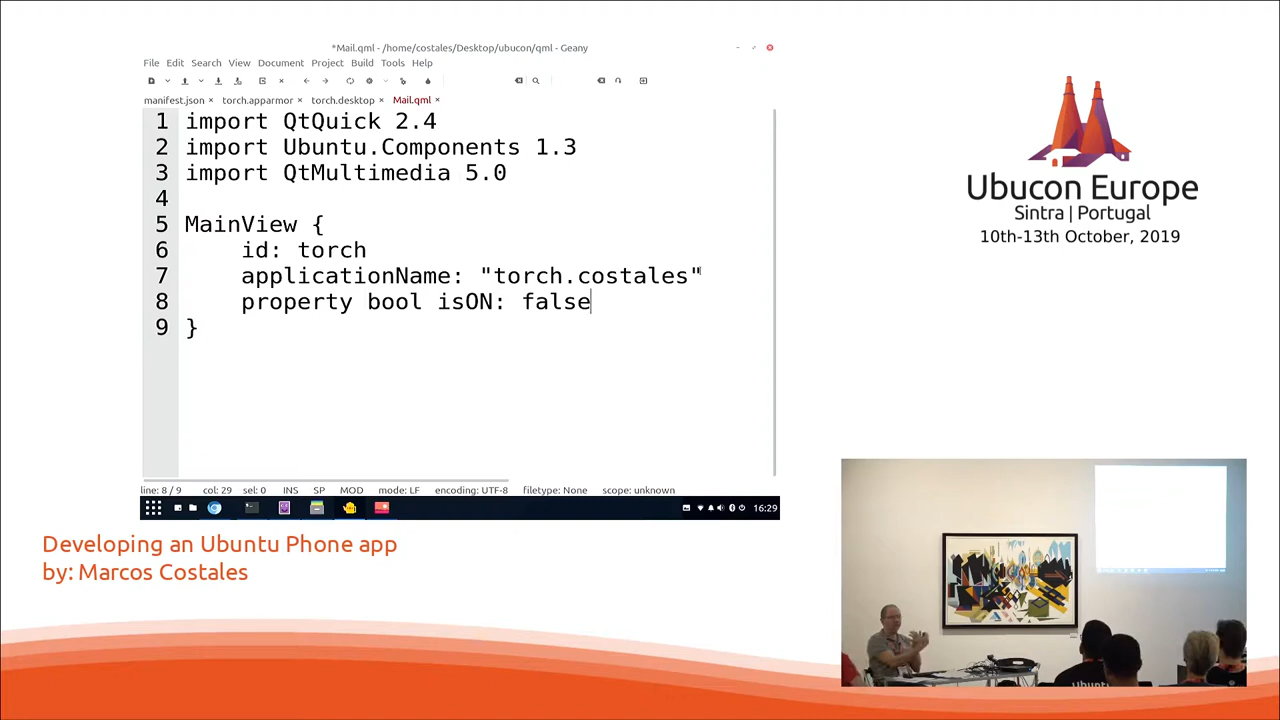 *Mail.qml - /home/costales/Desktop/ubucon/qml - Geany
File Edit Search View Document Project Build Tools Help
manifest.json × torch.apparmor × torch.desktop × Mail.qml ×
1 import QtQuick 2.4
2 import Ubuntu.Components 1.3
3 import QtMultimedia 5.0
4
5 MainView {
6 id: torch
7 applicationName: "torch.costales"
8 property bool isON: false
9 }
line: 8 / 9 col: 29 sel: 0 INS SP MOD mode: LF encoding: UTF-8 filetype: None scope: unknown
16:29
Ubucon Europe
Sintra | Portugal
10th-13th October, 2019
Developing an Ubuntu Phone app
by: Marcos Costales
Ubuntu